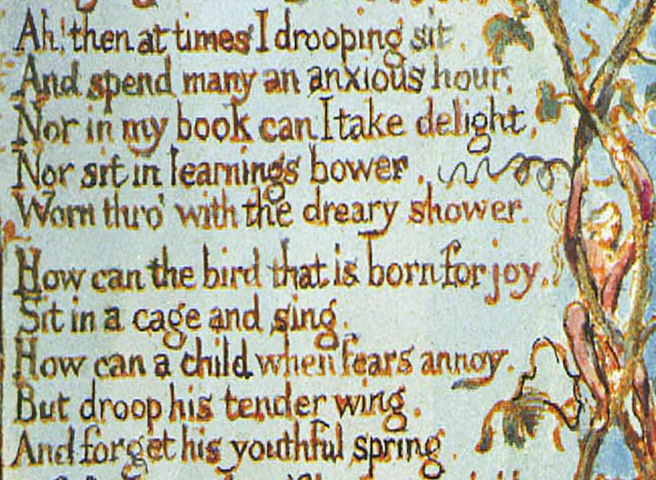 Ah! then at times I drooping sit,
And spend many an anxious hour.
Nor in my book can I take delight,
Nor sit in learnings bower,
Worn thro' with the dreary shower.
How can the bird that is born for joy,
Sit in a cage and sing.
How can a child when fears annoy,
But droop his tender wing,
And forget his youthful spring.